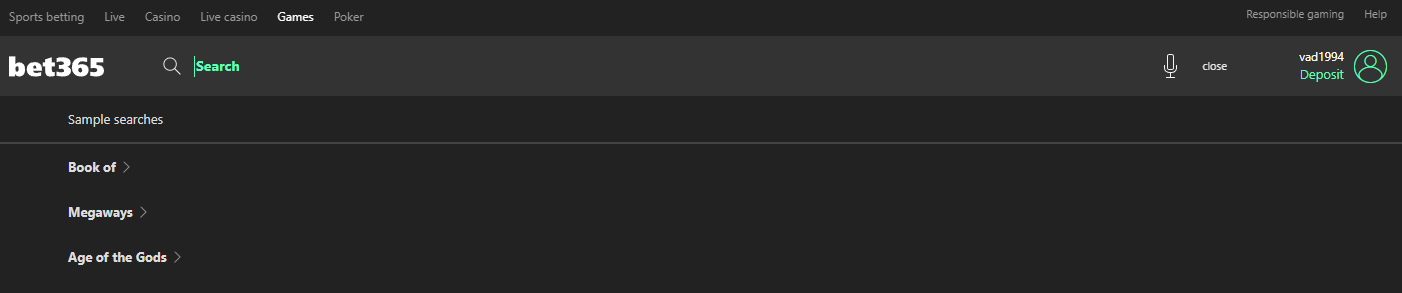 Sports betting Live Casino Live casino Games Poker Responsible gaming Help
bet365 Search close vad1994
Deposit
Sample searches
Book of
Megaways
Age of the Gods